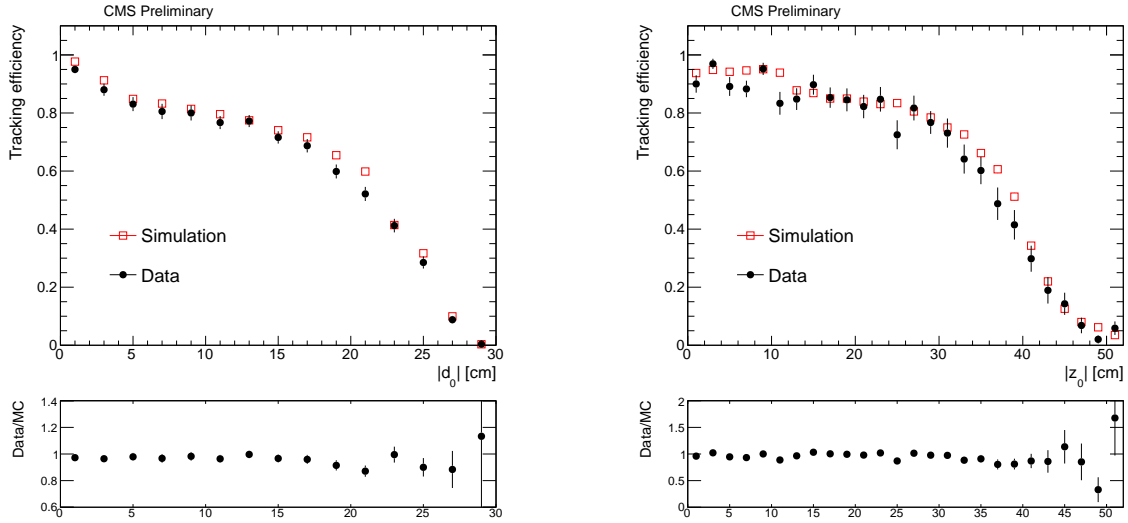 CMS Preliminary
Tracking efficiency
1
0.8
0.6
0.4
0.2
0
Simulation
Data
0 5 10 15 20 25 30
|d0| [cm]
Data/MC
1.4
1.2
1
0.8
0.6
0 5 10 15 20 25 30
CMS Preliminary
Tracking efficiency
1
0.8
0.6
0.4
0.2
0
Simulation
Data
0 10 20 30 40 50
|z0| [cm]
Data/MC
2
1.5
1
0.5
0
0 5 10 15 20 25 30 35 40 45 50